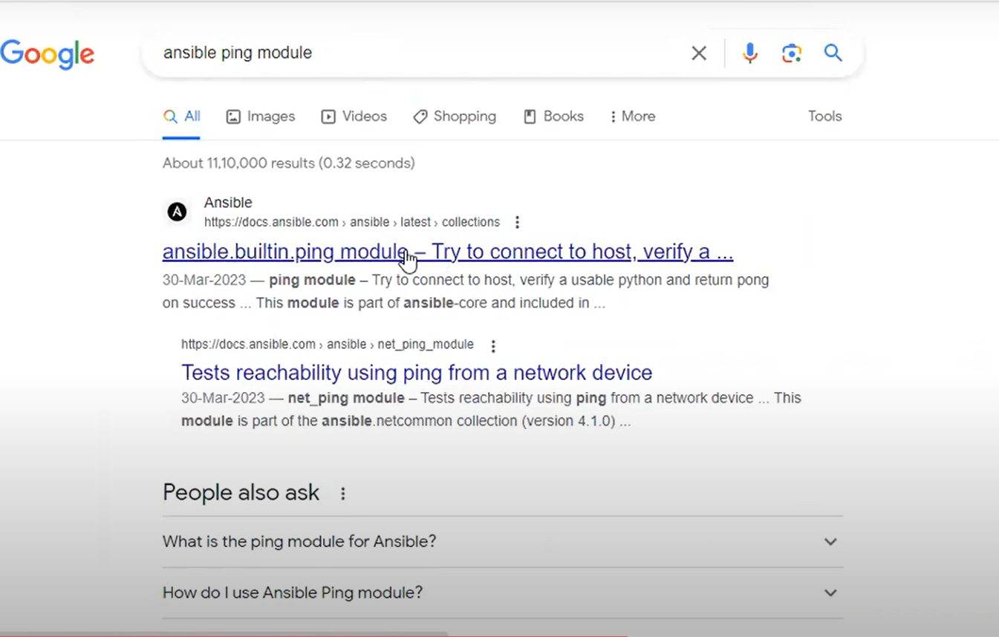 Google
ansible ping module
All Images Videos Shopping Books More Tools
About 11,10,000 results (0.32 seconds)
Ansible
https://docs.ansible.com › ansible › latest › collections
ansible.builtin.ping module – Try to connect to host, verify a ...
30-Mar-2023 — ping module – Try to connect to host, verify a usable python and return pong
on success ... This module is part of ansible-core and included in ...
https://docs.ansible.com › ansible › net_ping_module
Tests reachability using ping from a network device
30-Mar-2023 — net_ping module – Tests reachability using ping from a network device ... This
module is part of the ansible.netcommon collection (version 4.1.0) ...
People also ask
What is the ping module for Ansible?
How do I use Ansible Ping module?